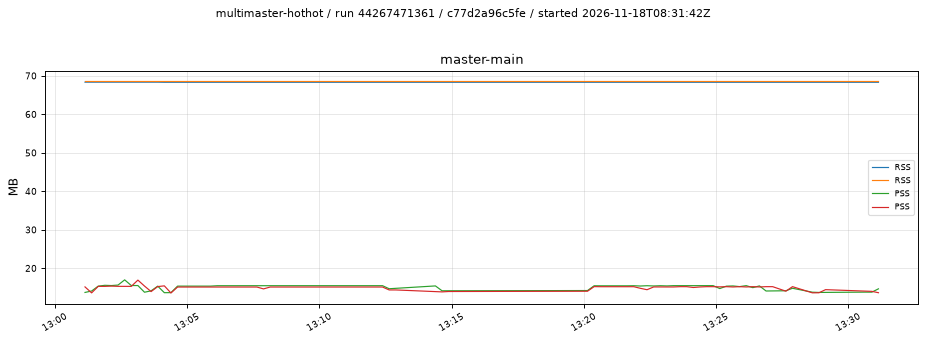 multimaster-hothot / run 44267471361 / c77d2a96c5fe / started 2026-11-18T08:31:42Z
master-main
MB
70
60
50
40
30
20
RSS
RSS
PSS
PSS
13:00
13:05
13:10
13:15
13:20
13:25
13:30